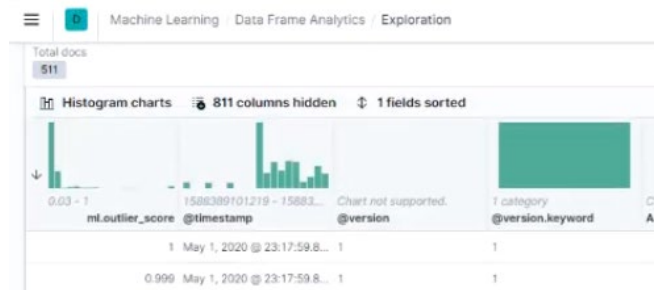 D Machine Learning / Data Frame Analytics / Exploration
Total docs
511
Histogram charts 811 columns hidden 1 fields sorted
0.03 - 1 1586389101219 - 15883... Chart not supported. 1 category
ml.outlier_score @timestamp @version @version.keyword A
1 May 1, 2020 @ 23:17:59.8... 1 1
0.999 May 1, 2020 @ 23:17:59.8... 1 1